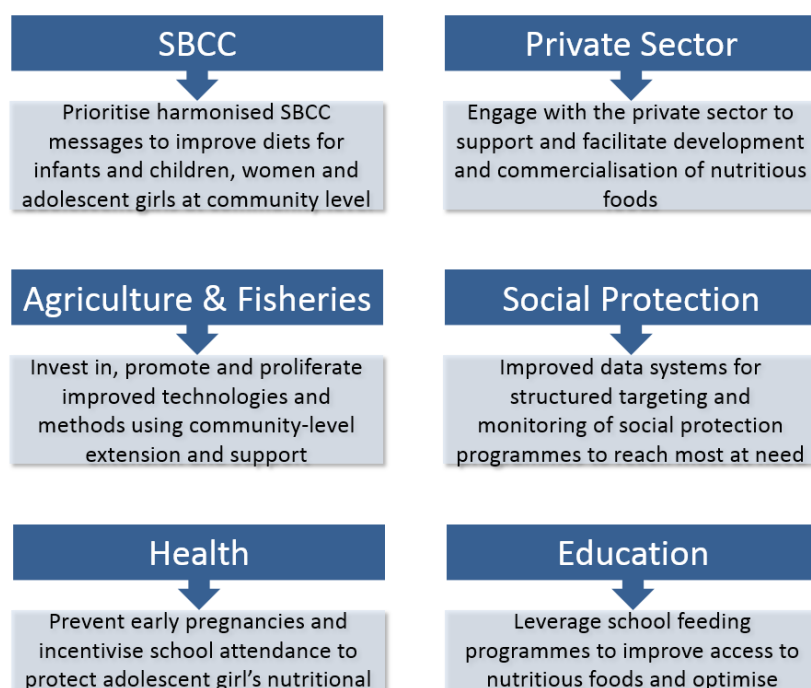 SBCC
Prioritise harmonised SBCC
messages to improve diets for
infants and children, women and
adolescent girls at community level
Private Sector
Engage with the private sector to
support and facilitate development
and commercialisation of nutritious
foods
Agriculture & Fisheries
Invest in, promote and proliferate
improved technologies and
methods using community-level
extension and support
Social Protection
Improved data systems for
structured targeting and
monitoring of social protection
programmes to reach most at need
Health
Prevent early pregnancies and
incentivise school attendance to
protect adolescent girl's nutritional
Education
Leverage school feeding
programmes to improve access to
nutritious foods and optimise